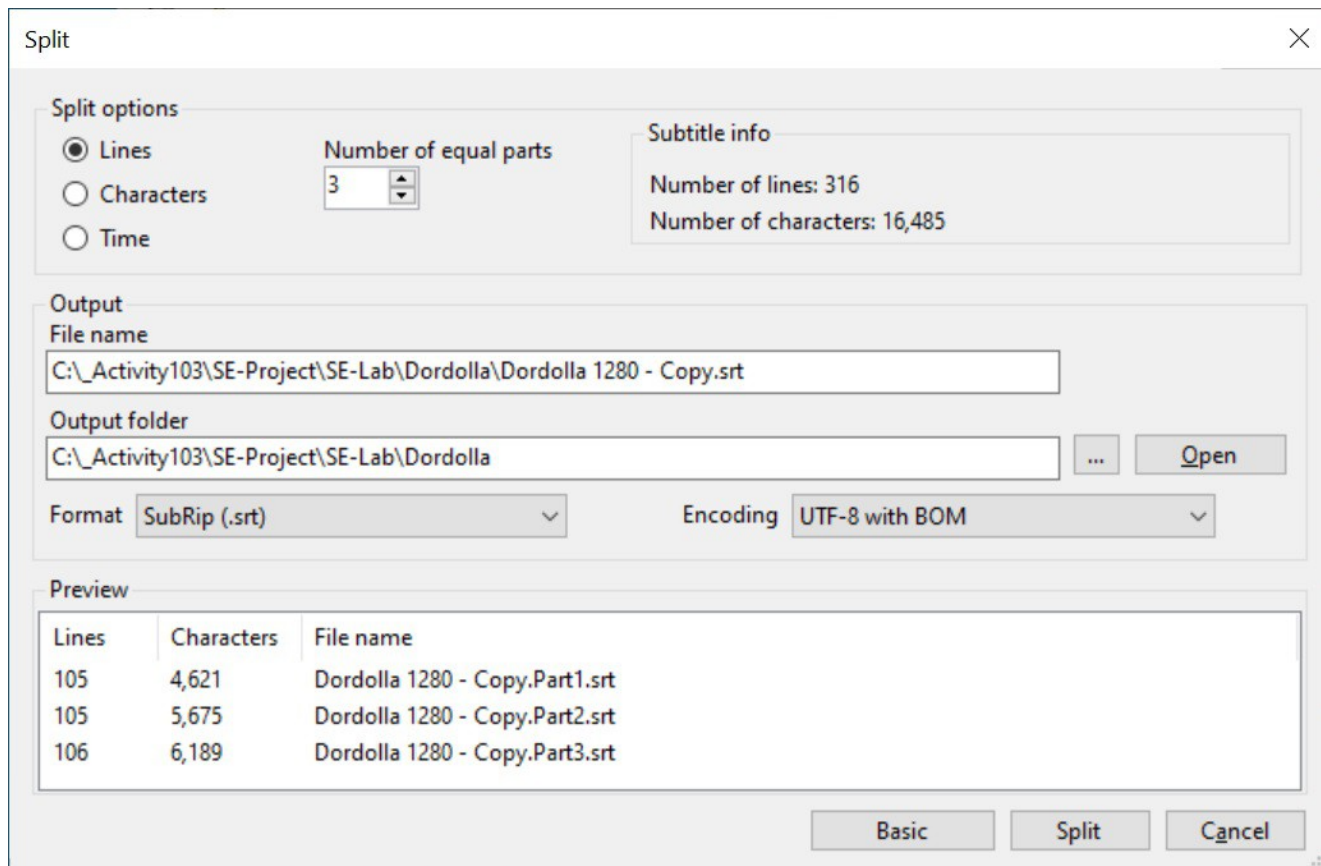 Split
Split options
Lines
Characters
Time
Number of equal parts
3
Subtitle info
Number of lines: 316
Number of characters: 16,485
Output
File name
C:\_Activity103\SE-Project\SE-Lab\Dordolla\Dordolla 1280 - Copy.srt
Output folder
C:\_Activity103\SE-Project\SE-Lab\Dordolla
... Open
Format SubRip (.srt) Encoding UTF-8 with BOM
Preview
Lines Characters File name
105 4,621 Dordolla 1280 - Copy.Part1.srt
105 5,675 Dordolla 1280 - Copy.Part2.srt
106 6,189 Dordolla 1280 - Copy.Part3.srt
Basic Split Cancel